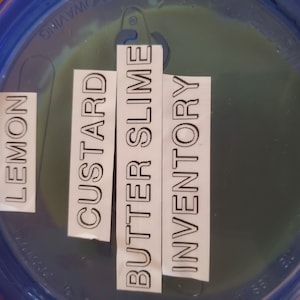 LEMON
CUSTARD
BUTTER SLIME
INVENTORY